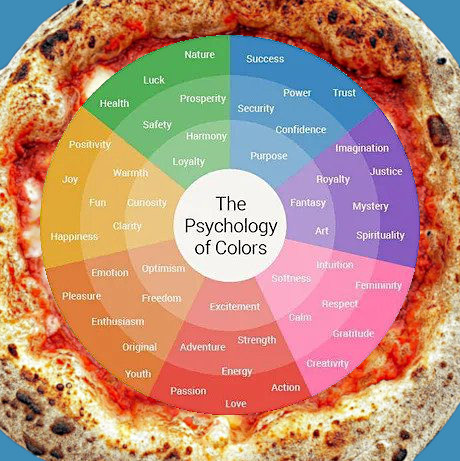 Nature
Luck
Health
Prosperity
Safety
Harmony
Loyalty
Success
Power
Trust
Security
Confidence
Purpose
Imagination
Justice
Royalty
Fantasy
Mystery
Art
Spirituality
Intuition
Femininity
Softness
Respect
Calm
Gratitude
Creativity
Excitement
Adventure
Strength
Energy
Passion
Action
Love
Optimism
Emotion
Freedom
Pleasure
Enthusiasm
Original
Youth
Positivity
Warmth
Joy
Fun
Curiosity
Clarity
Happiness
The
Psychology
of Colors